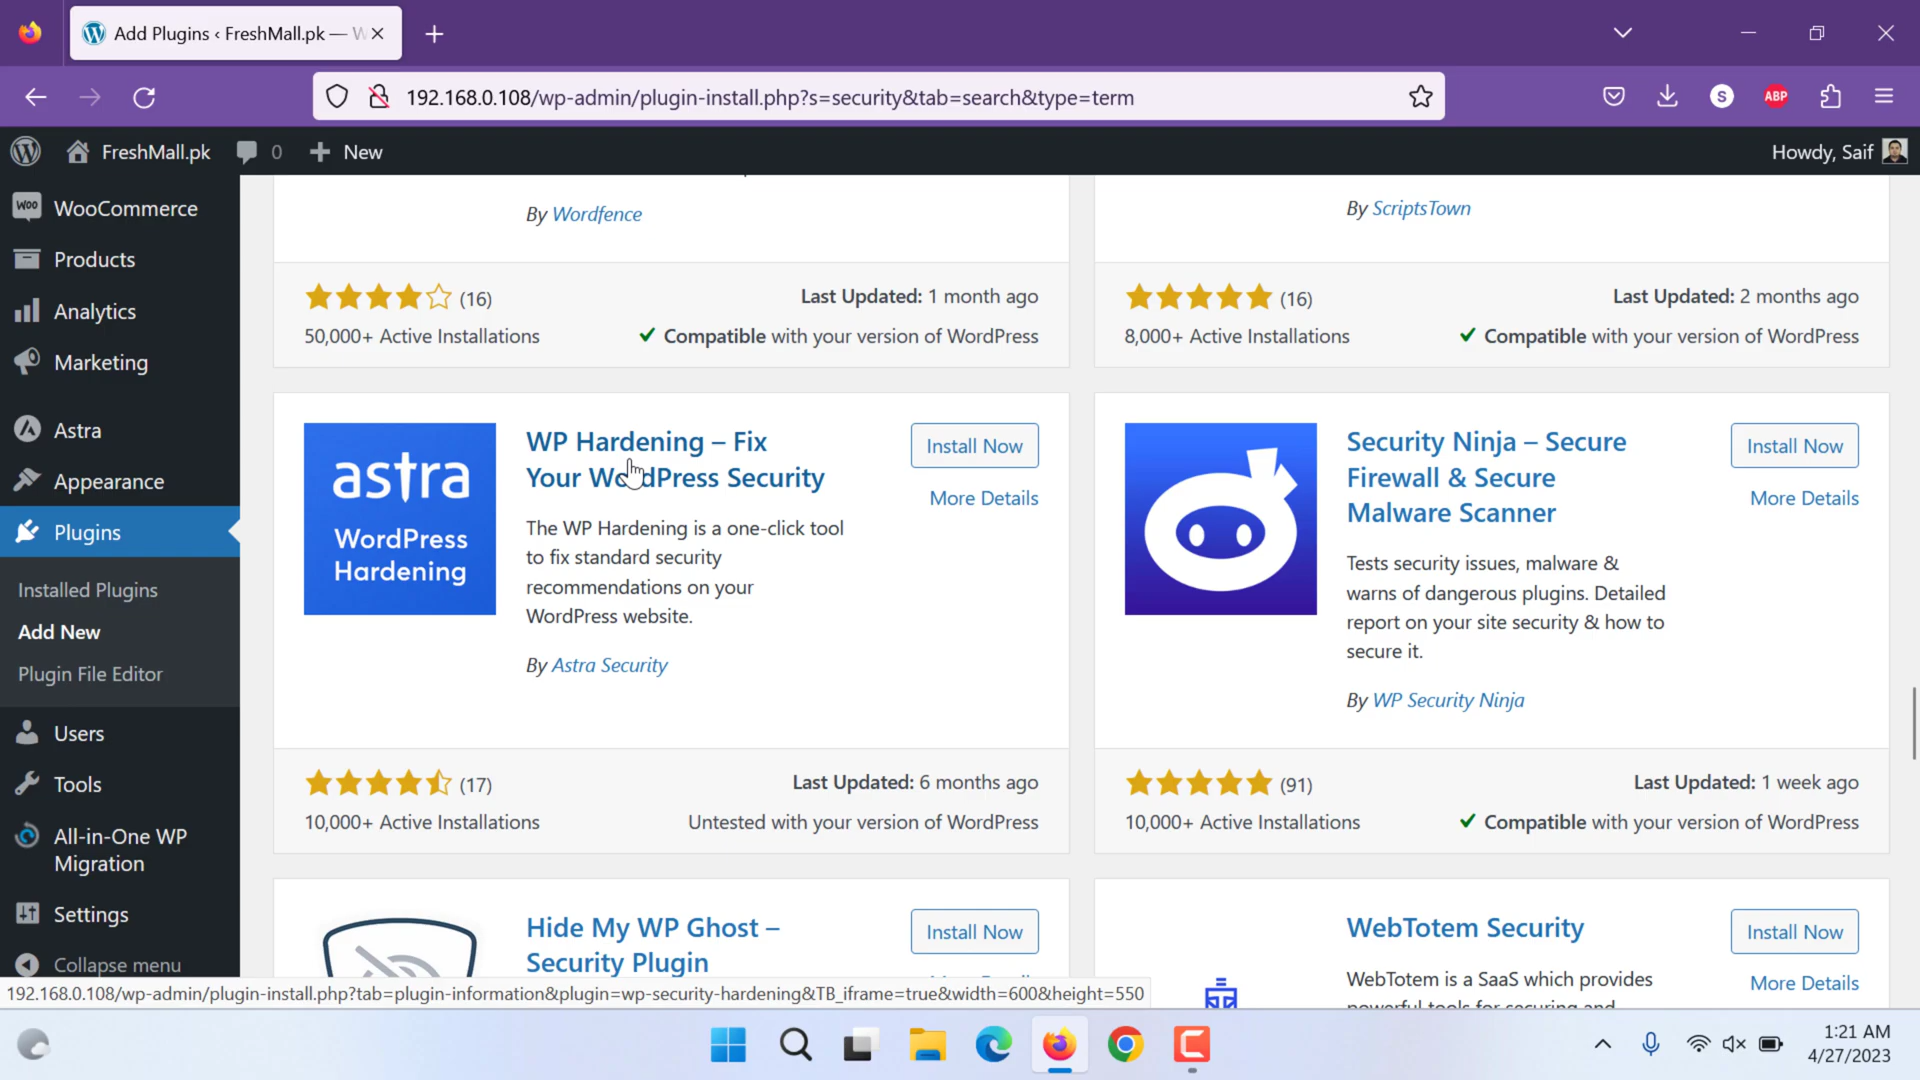 Add Plugins ‹ FreshMall.pk — W
192.168.0.108/wp-admin/plugin-install.php?s=security&tab=search&type=term
S
ABP
FreshMall.pk
0
New
Howdy, Saif
WOO
WooCommerce
Products
Analytics
Marketing
Astra
Appearance
Plugins
Installed Plugins
Add New
Plugin File Editor
Users
Tools
All-in-One WP
Migration
Settings
Collapse menu
By Wordfence
(16)
Last Updated: 1 month ago
50,000+ Active Installations
Compatible with your version of WordPress
By ScriptsTown
(16)
Last Updated: 2 months ago
8,000+ Active Installations
Compatible with your version of WordPress
astra
WordPress
Hardening
WP Hardening – Fix
Your WordPress Security
Install Now
More Details
The WP Hardening is a one-click tool
to fix standard security
recommendations on your
WordPress website.
By Astra Security
(17)
Last Updated: 6 months ago
10,000+ Active Installations
Untested with your version of WordPress
Security Ninja – Secure
Firewall & Secure
Malware Scanner
Install Now
More Details
Tests security issues, malware &
warns of dangerous plugins. Detailed
report on your site security & how to
secure it.
By WP Security Ninja
(91)
Last Updated: 1 week ago
10,000+ Active Installations
Compatible with your version of WordPress
Hide My WP Ghost –
Security Plugin
Install Now
WebTotem Security
Install Now
More Details
WebTotem is a SaaS which provides
powerful tools for securing and
192.168.0.108/wp-admin/plugin-install.php?tab=plugin-information&plugin=wp-security-hardening&TB_iframe=true&width=600&height=550
1:21 AM
4/27/2023